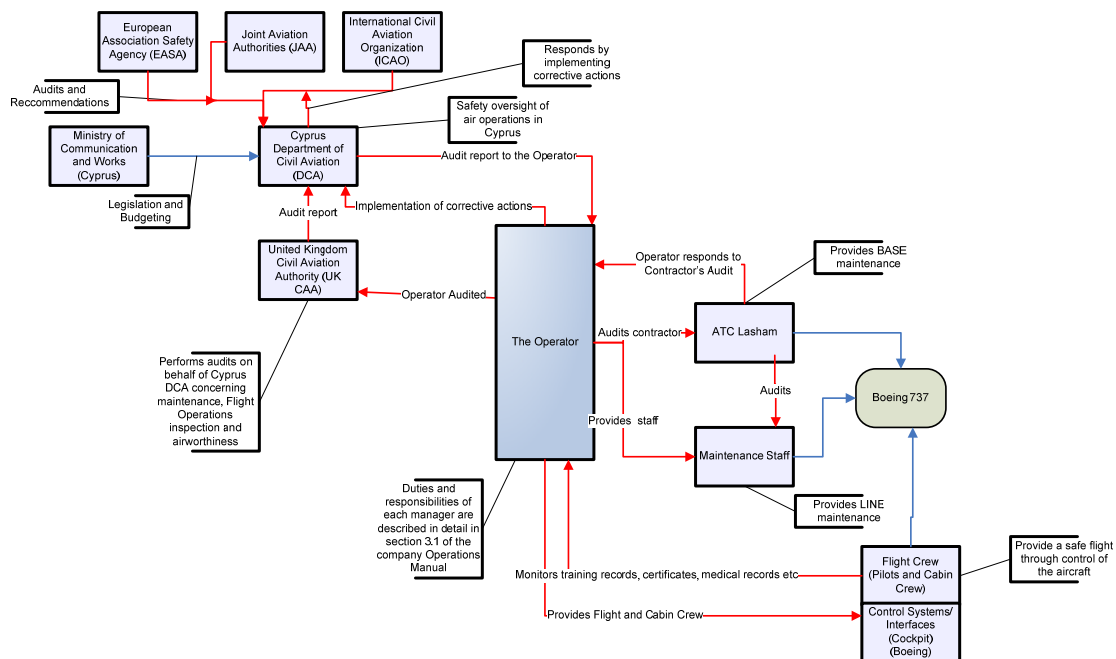 European
Association Safety
Agency (EASA)
Joint Aviation
Authorities (JAA)
International Civil
Aviation
Organization
(ICAO)
Responds by
implementing
corrective actions
Audits and
Reccommendations
Safety oversight of
air operations in
Cyprus
Ministry of
Communication
and Works
(Cyprus)
Cyprus
Department of
Civil Aviation
(DCA)
Audit report to the Operator
Legislation and
Budgeting
Audit report
Implementation of corrective actions
United Kingdom
Civil Aviation
Authority (UK
CAA)
Operator Audited
Operator responds to
Contractor's Audit
Provides BASE
maintenance
The Operator
Audits contractor
ATC Lasham
Performs audits on
behalf of Cyprus
DCA concerning
maintenance, Flight
Operations
inspection and
airworthiness
Audits
Boeing 737
Provides staff
Maintenance Staff
Duties and
responsibilities of
each manager are
described in detail in
section 3.1 of the
company Operations
Manual
Provides LINE
maintenance
Monitors training records, certificates, medical records etc
Flight Crew
(Pilots and Cabin
Crew)
Provide a safe flight
through control of
the aircraft
Provides Flight and Cabin Crew
Control Systems/
Interfaces
(Cockpit)
(Boeing)